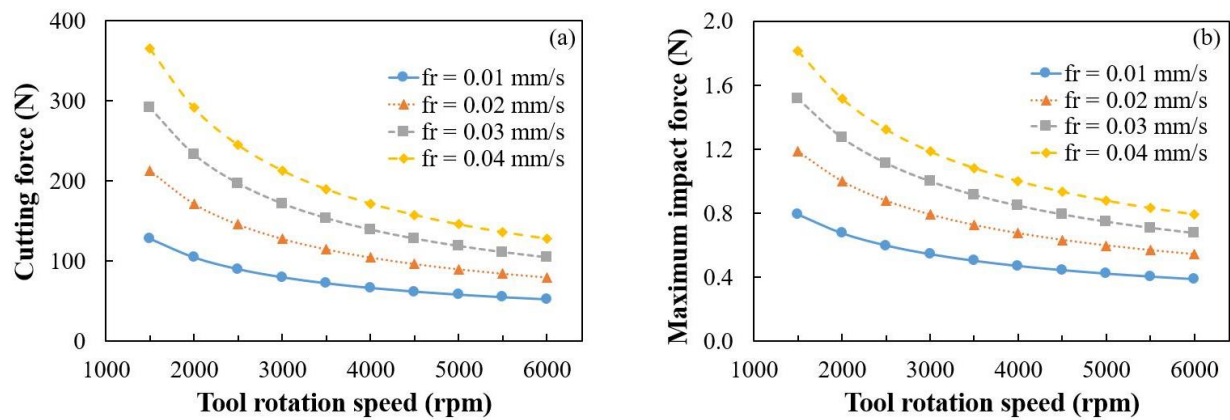 (a)
Cutting force (N)
400
300
200
100
0
fr = 0.01 mm/s
fr = 0.02 mm/s
fr = 0.03 mm/s
fr = 0.04 mm/s
1000 2000 3000 4000 5000 6000
Tool rotation speed (rpm)
(b)
Maximum impact force (N)
2.0
1.6
1.2
0.8
0.4
0.0
fr = 0.01 mm/s
fr = 0.02 mm/s
fr = 0.03 mm/s
fr = 0.04 mm/s
1000 2000 3000 4000 5000 6000
Tool rotation speed (rpm)